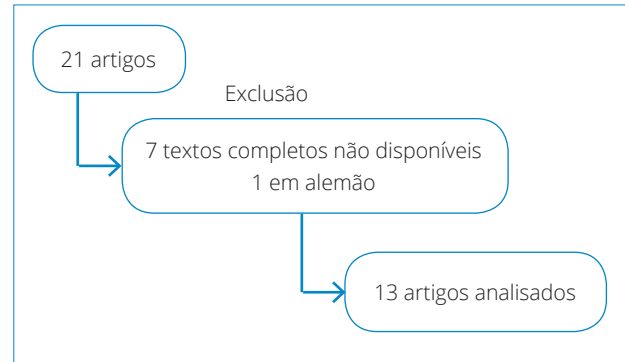 21 artigos
Exclusão
7 textos completos não disponíveis
1 em alemão
13 artigos analisados